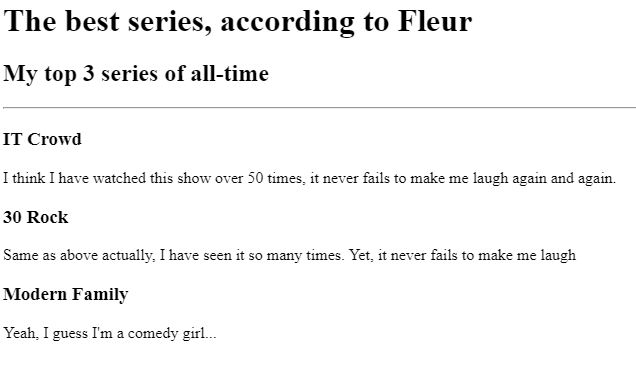 The best series, according to Fleur
My top 3 series of all-time
IT Crowd
I think I have watched this show over 50 times, it never fails to make me laugh again and again.
30 Rock
Same as above actually, I have seen it so many times. Yet, it never fails to make me laugh
Modern Family
Yeah, I guess I'm a comedy girl...